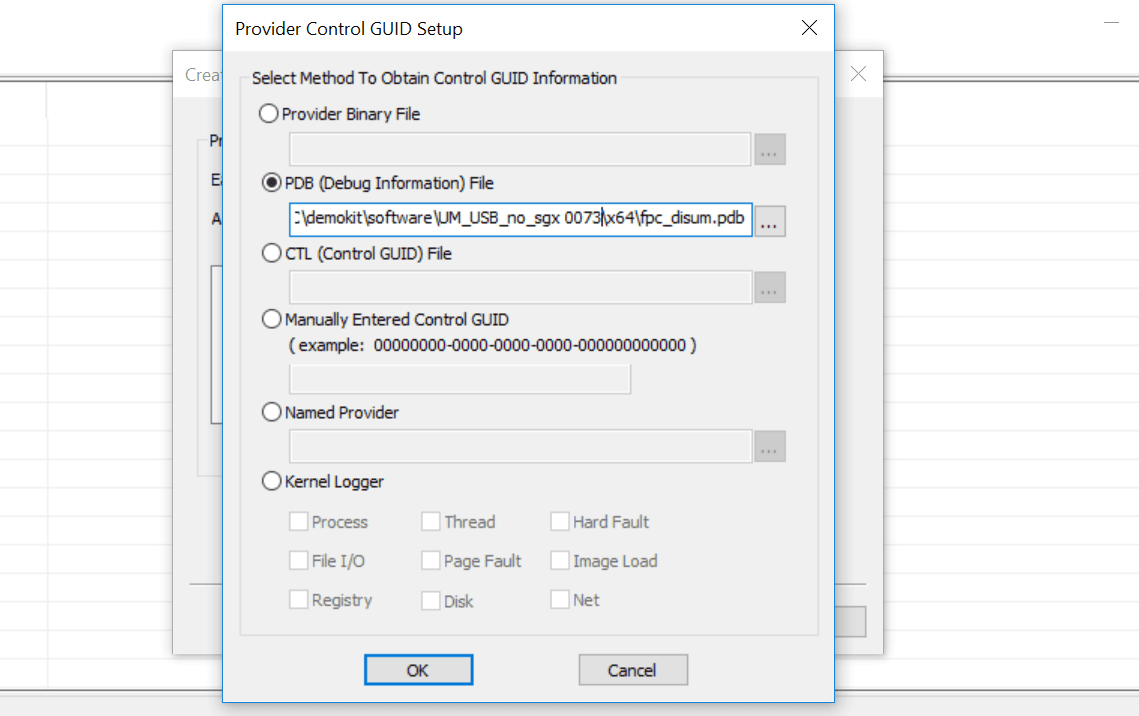 Provider Control GUID Setup
Crea
Select Method To Obtain Control GUID Information
Provider Binary File
...
PDB (Debug Information) File
C:\demokit\software\UM_USB_no_sgx 0073\x64\fpc_disum.pdb
...
CTL (Control GUID) File
...
Manually Entered Control GUID
( example: 00000000-0000-0000-0000-000000000000 )
Named Provider
...
Kernel Logger
Process Thread Hard Fault
File I/O Page Fault Image Load
Registry Disk Net
OK Cancel